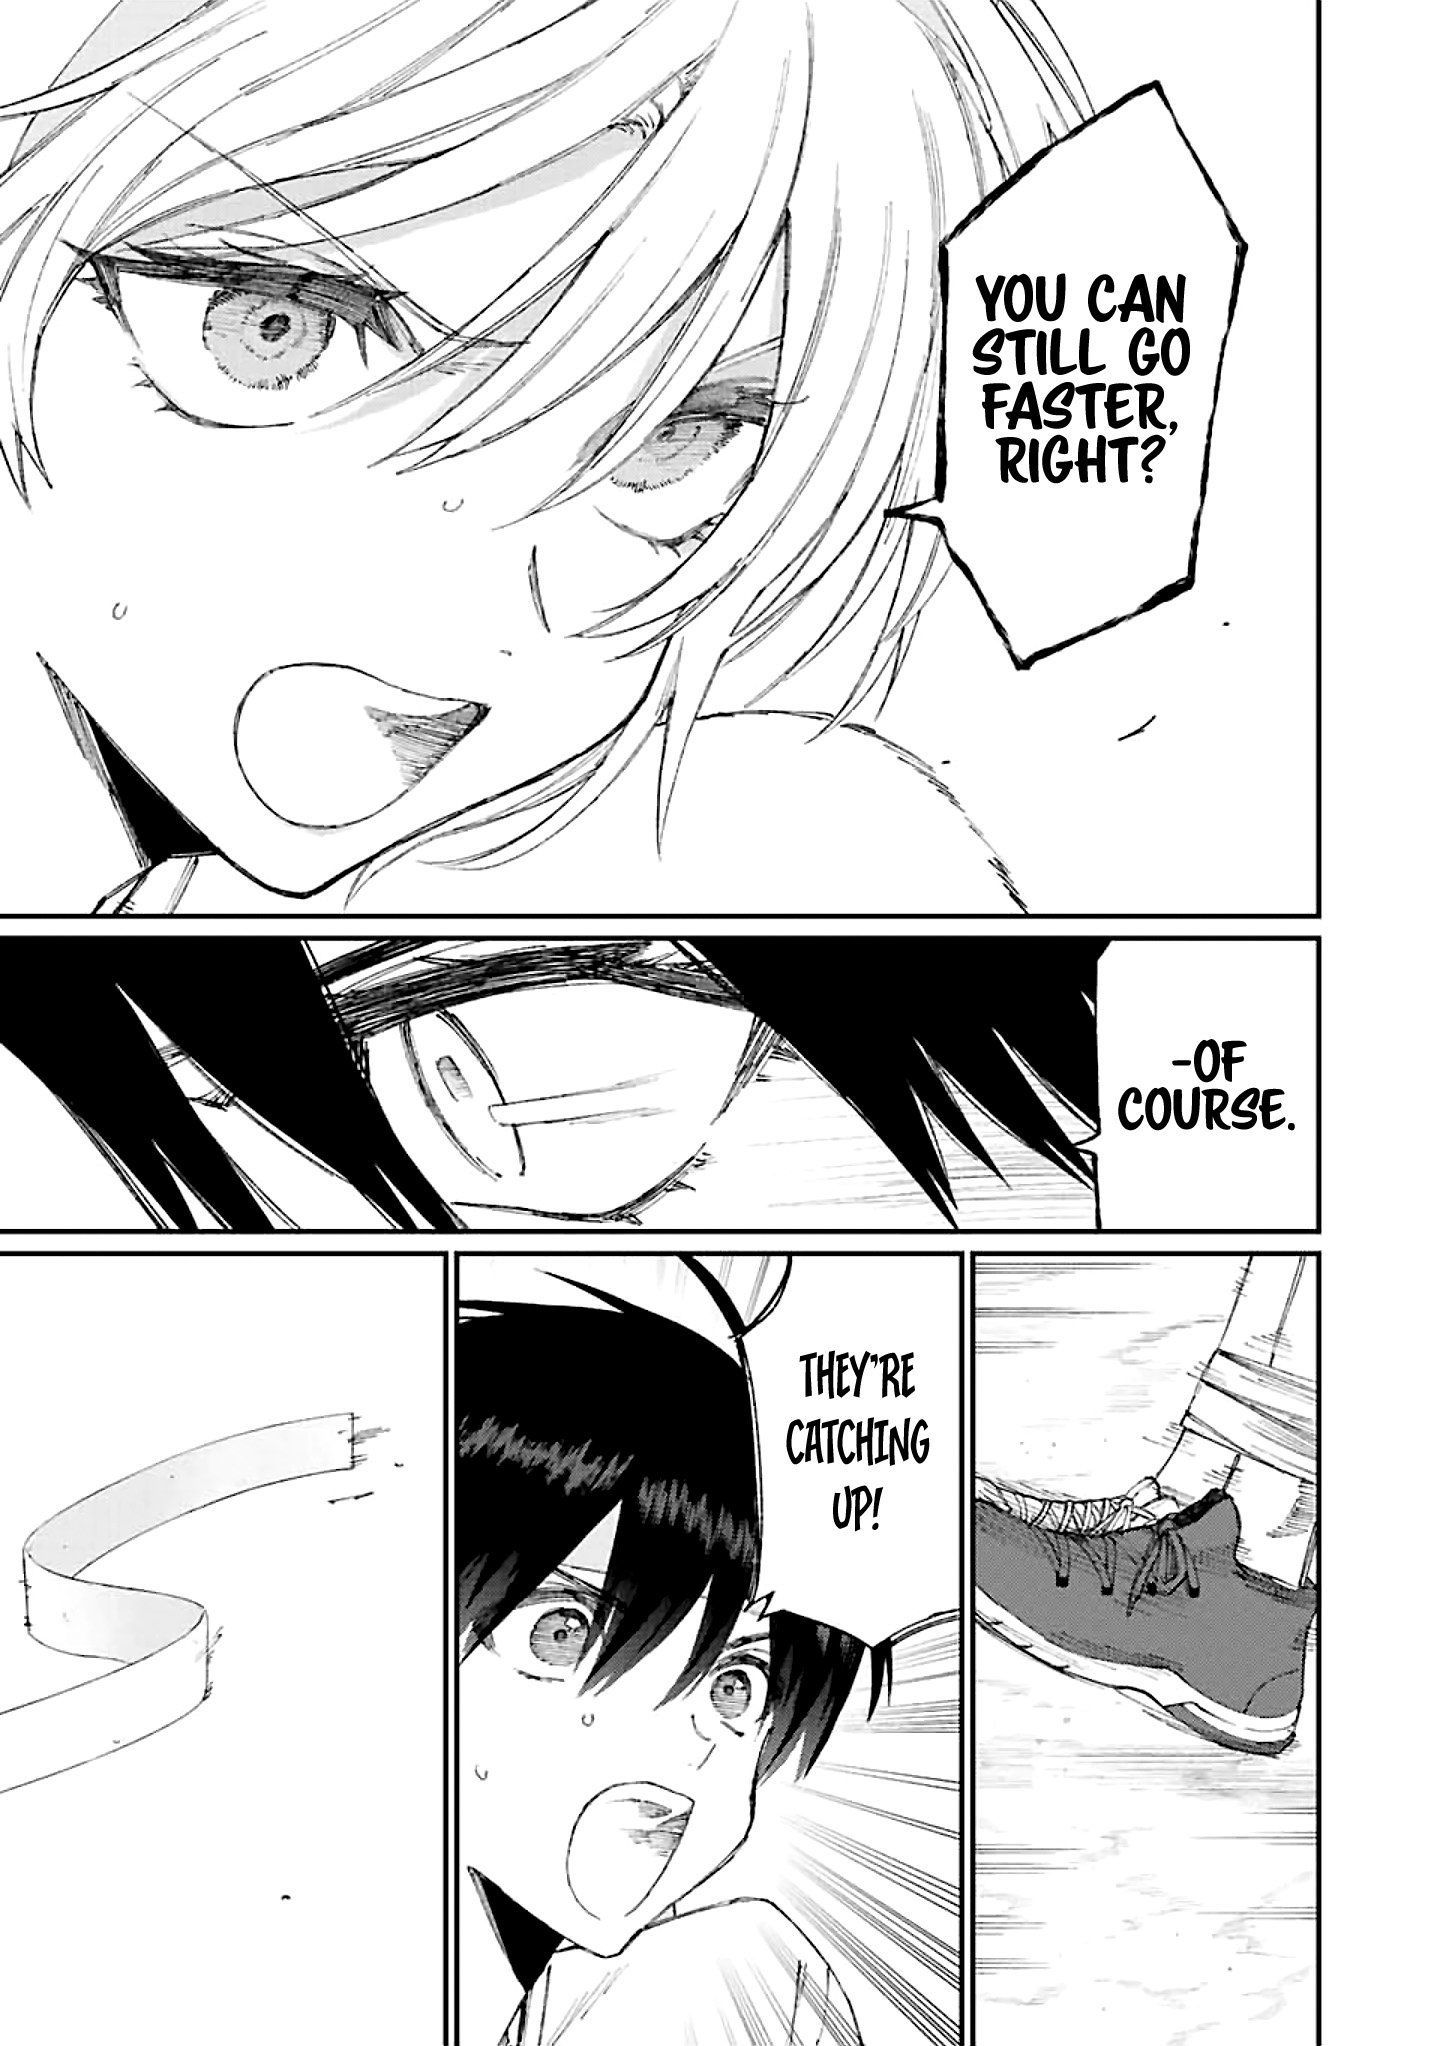 YOU CAN
STILL GO
FASTER,
RIGHT?
-OF
COURSE.
THEY'RE
CATCHING
UP!